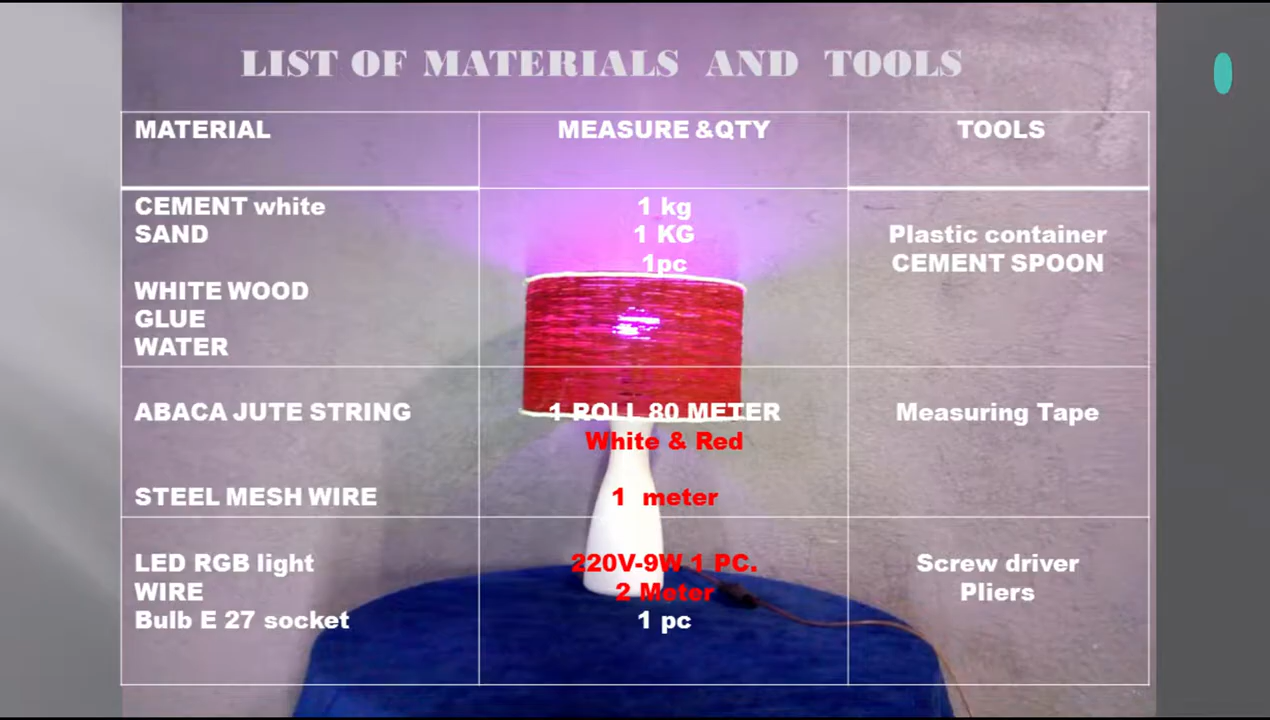 LIST OF MATERIALS AND TOOLS
MATERIAL
MEASURE &QTY
TOOLS
CEMENT white
SAND
WHITE WOOD
GLUE
WATER
1 kg
1 KG
1pc
Plastic container
CEMENT SPOON
ABACA JUTE STRING
STEEL MESH WIRE
1 ROLL 80 METER
White & Red
1 meter
Measuring Tape
LED RGB light
WIRE
Bulb E 27 socket
220V-9W 1 PC.
2 Meter
1 pc
Screw driver
Pliers